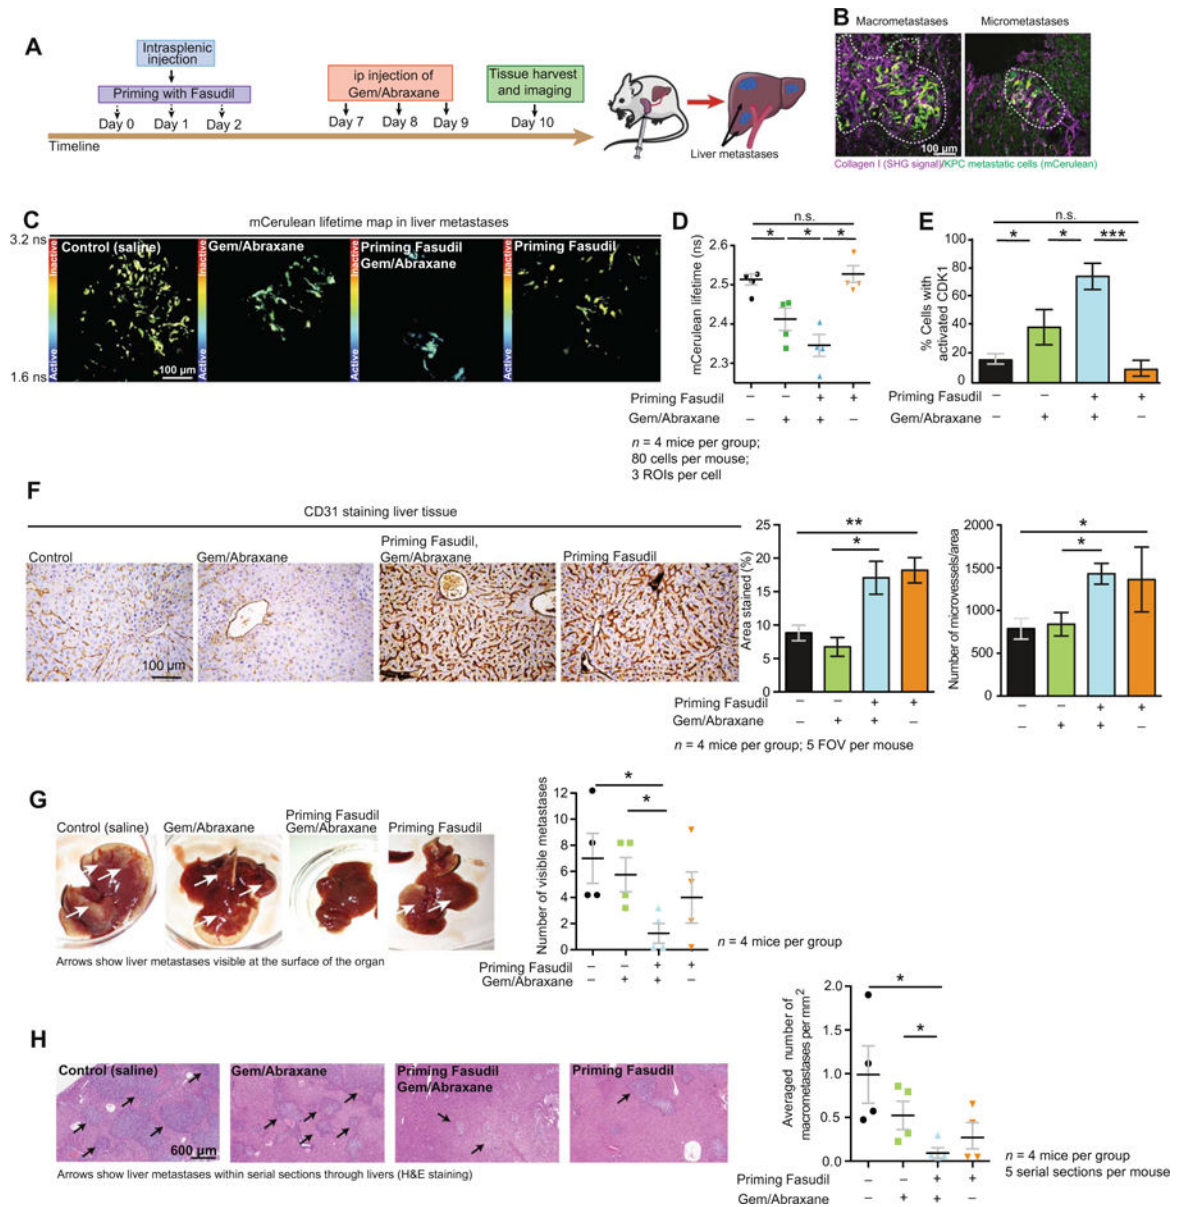 A
Intrasplenic
injection
Priming with Fasudil
Day 0 Day 1 Day 2
ip injection of
Gem/Abraxane
Day 7 Day 8 Day 9
Tissue harvest
and imaging
Day 10
Timeline
Liver metastases
B
Macrometastases Micrometastases
100 µm
Collagen I (SHG signal)/KPC metastatic cells (mCerulean)
C
mCerulean lifetime map in liver metastases
3.2 ns
1.6 ns
Inactive
Active
Control (saline)
100 µm
Inactive
Active
Gem/Abraxane
Inactive
Active
Priming Fasudil
Gem/Abraxane
Inactive
Active
Priming Fasudil
D
n.s.
* * * *
mCerulean lifetime (ns)
2.6
2.5
2.4
2.3
Priming Fasudil – – + +
Gem/Abraxane – + + –
n = 4 mice per group;
80 cells per mouse;
3 ROIs per cell
E
n.s.
* * ***
% Cells with
activated CDK1
100
80
60
40
20
0
Priming Fasudil – – + +
Gem/Abraxane – + + –
F
CD31 staining liver tissue
Control
100 µm
Gem/Abraxane
Priming Fasudil,
Gem/Abraxane
Priming Fasudil
**
*
Area stained (%)
25
20
15
10
5
0
Priming Fasudil – – + +
Gem/Abraxane – + + –
*
*
Number of microvessels/area
2000
1500
1000
500
0
– – + +
– + + –
n = 4 mice per group; 5 FOV per mouse
G
Control (saline)
Gem/Abraxane
Priming Fasudil
Gem/Abraxane
Priming Fasudil
Arrows show liver metastases visible at the surface of the organ
*
*
Number of visible metastases
12
10
8
6
4
2
0
Priming Fasudil – – + +
Gem/Abraxane – + + –
n = 4 mice per group
H
Control (saline)
600 µm
Gem/Abraxane
Priming Fasudil
Gem/Abraxane
Priming Fasudil
Arrows show liver metastases within serial sections through livers (H&E staining)
*
*
Averaged number of
macrometastases per mm2
2.0
1.5
1.0
0.5
0.0
Priming Fasudil – – + +
Gem/Abraxane – + + –
n = 4 mice per group
5 serial sections per mouse